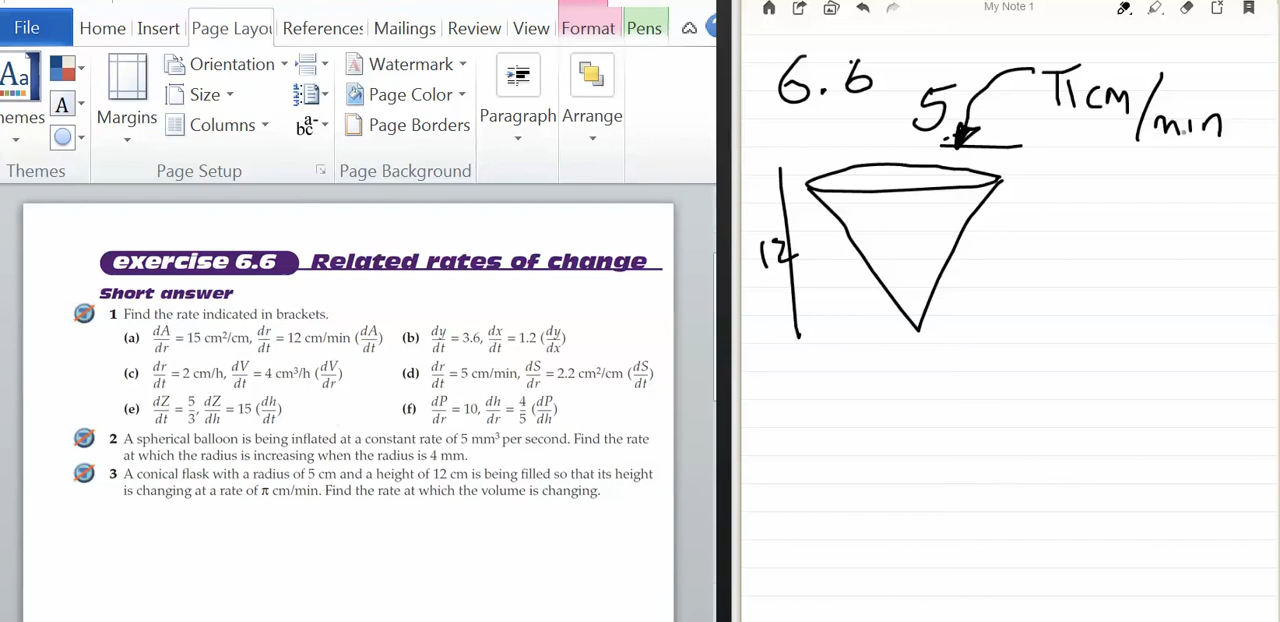 File Home Insert Page Layou References Mailings Review View Format Pens
Aa
hemes
Themes
A
Margins
Orientation
Size
Columns
Page Setup
a-
bc
Watermark
Page Color
Page Borders
Page Background
Paragraph
Arrange
exercise 6.6 Related rates of change
Short answer
1 Find the rate indicated in brackets.
(a) dA/dr = 15 cm²/cm, dr/dt = 12 cm/min (dA/dt) (b) dy/dt = 3.6, dx/dt = 1.2 (dy/dx)
(c) dr/dt = 2 cm/h, dV/dt = 4 cm³/h (dV/dr) (d) dr/dt = 5 cm/min, dS/dr = 2.2 cm²/cm (dS/dt)
(e) dZ/dt = 5/3, dZ/dh = 15 (dh/dt) (f) dP/dr = 10, dh/dr = 4/5 (dP/dh)
2 A spherical balloon is being inflated at a constant rate of 5 mm³ per second. Find the rate
at which the radius is increasing when the radius is 4 mm.
3 A conical flask with a radius of 5 cm and a height of 12 cm is being filled so that its height
is changing at a rate of π cm/min. Find the rate at which the volume is changing.
My Note 1
6.6
5
π cm/min
12